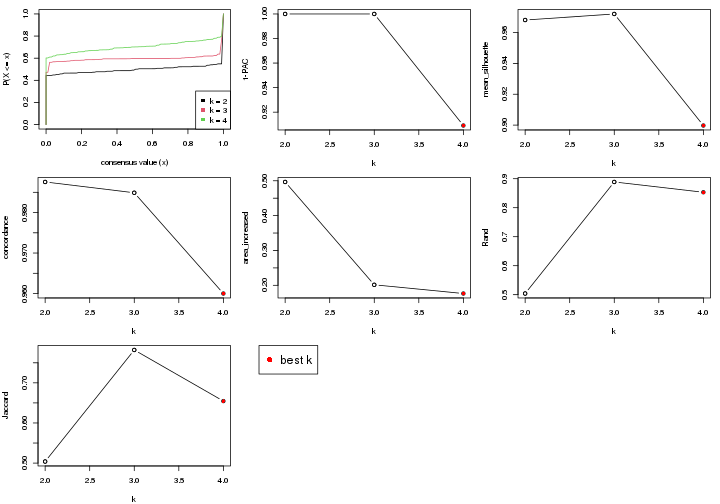 P(X <= x)
0.0 0.2 0.4 0.6 0.8 1.0
k = 2
k = 3
k = 4
0.0 0.2 0.4 0.6 0.8 1.0
consensus value (x)
1-PAC
0.92 0.94 0.96 0.98 1.00
2.0 2.5 3.0 3.5 4.0
k
mean_silhouette
0.90 0.92 0.94 0.96
2.0 2.5 3.0 3.5 4.0
k
concordance
0.960 0.970 0.980
2.0 2.5 3.0 3.5 4.0
k
area_increased
0.20 0.30 0.40 0.50
2.0 2.5 3.0 3.5 4.0
k
Rand
0.5 0.6 0.7 0.8 0.9
2.0 2.5 3.0 3.5 4.0
k
Jaccard
0.50 0.60 0.70
2.0 2.5 3.0 3.5 4.0
k
best k